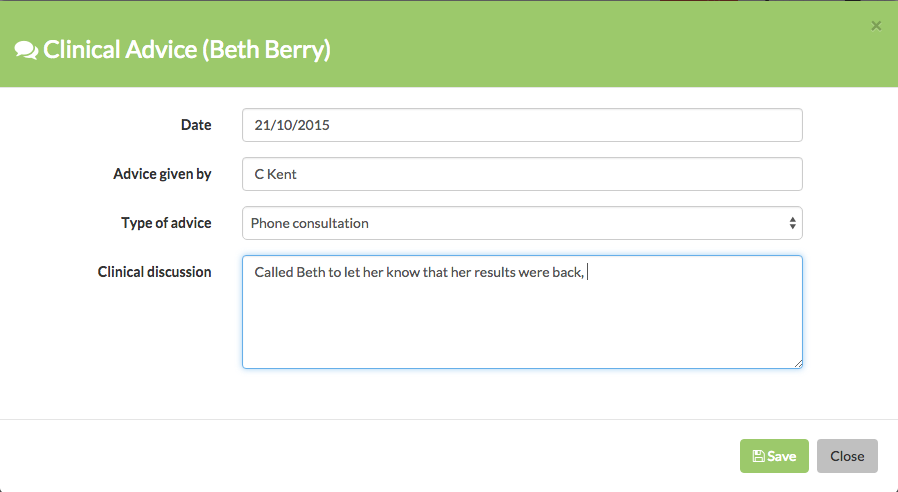 Clinical Advice (Beth Berry)
×
Date
21/10/2015
Advice given by
C Kent
Type of advice
Phone consultation
Clinical discussion
Called Beth to let her know that her results were back,
Save
Close